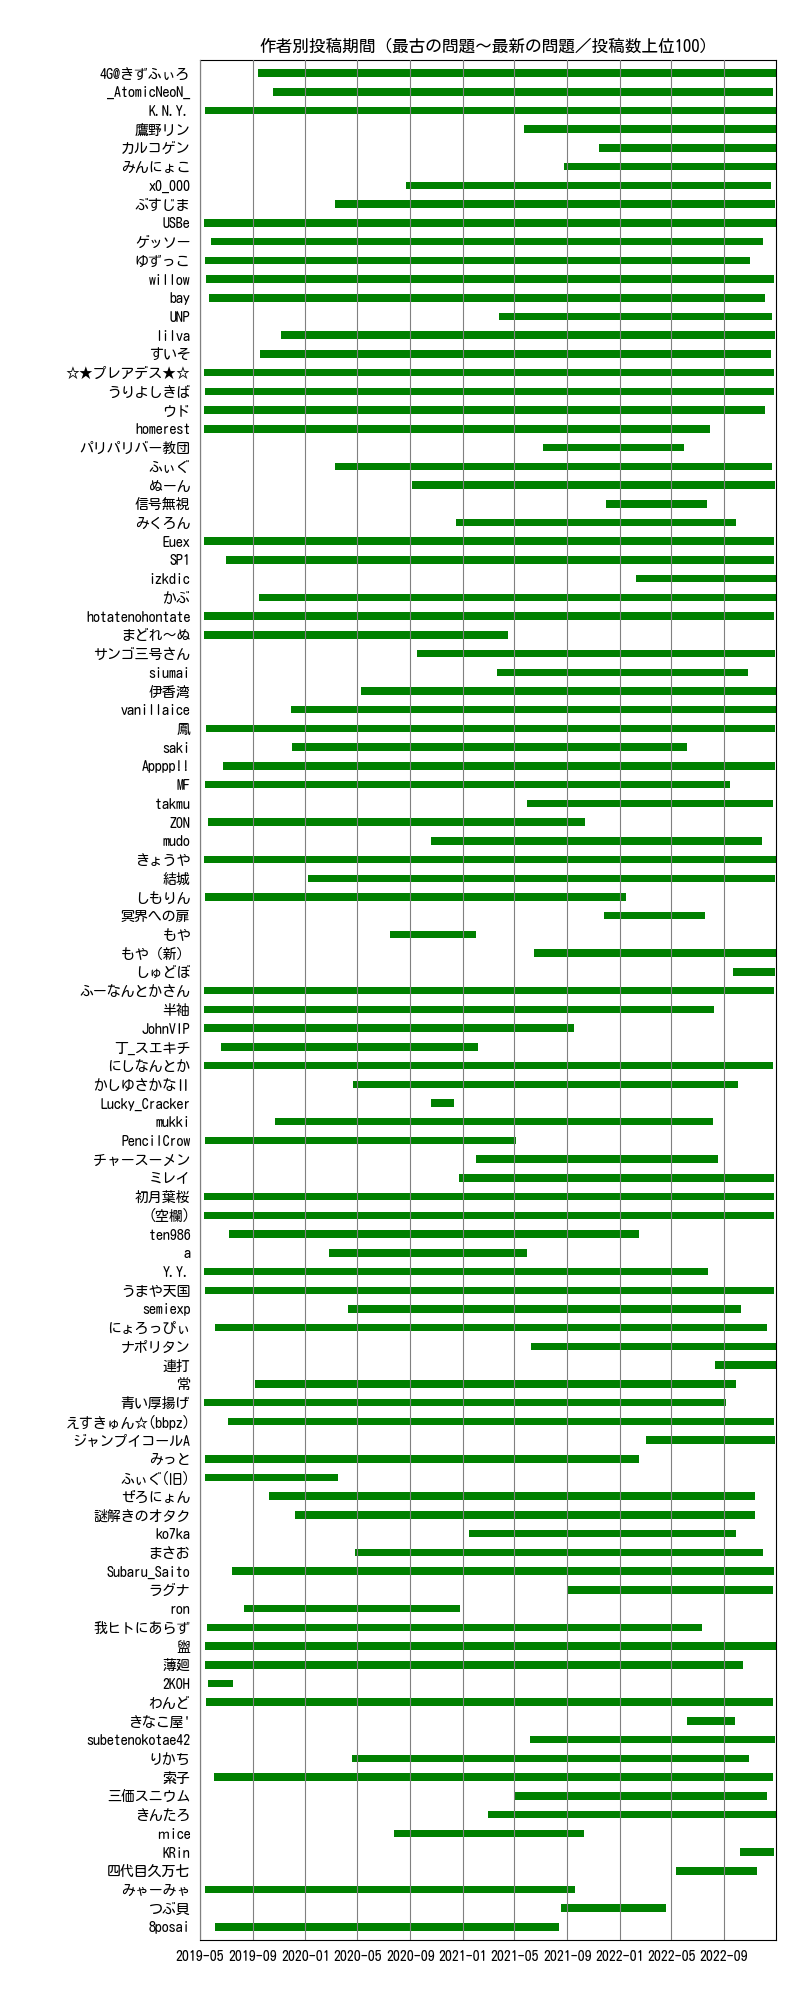 作者別投稿期間（最古の問題～最新の問題／投稿数上位100）
4G@きずふぃろ
_AtomicNeoN_
K.N.Y.
鷹野リン
カルコゲン
みんにょこ
x0_000
ぶすじま
USBe
ゲッソー
ゆずっこ
willow
bay
UNP
lilva
すいそ
☆★プレアデス★☆
うりよしきば
ウド
homerest
パリパリバー教団
ふぃぐ
ぬーん
信号無視
みくろん
Euex
SP1
izkdic
かぶ
hotatenohontate
まどれ～ぬ
サンゴ三号さん
siumai
伊香湾
vanillaice
鳳
saki
Appppl!
MF
takmu
ZON
mudo
きょうや
結城
しもりん
冥界への扉
もや
もや（新）
しゅどぼ
ふーなんとかさん
半袖
JohnVIP
丁_スエキチ
にしなんとか
かしゆさかなⅡ
Lucky_Cracker
mukki
PencilCrow
チャースーメン
ミレイ
初月葉桜
(空欄)
ten986
a
Y.Y.
うまや天国
semiexp
にょろっぴぃ
ナポリタン
連打
常
青い厚揚げ
えすきゅん☆(bbpz)
ジャンプイコールA
みっと
ふぃぐ(旧)
ぜろにょん
謎解きのオタク
ko7ka
まさお
Subaru_Saito
ラグナ
ron
我ヒトにあらず
盥
薄廻
2KOH
わんど
きなこ屋'
subetenokotae42
りかち
索子
三価スニウム
きんたろ
mice
KRin
四代目久万七
みゃーみゃ
つぶ貝
8posai
2019-05 2019-09 2020-01 2020-05 2020-09 2021-01 2021-05 2021-09 2022-01 2022-05 2022-09